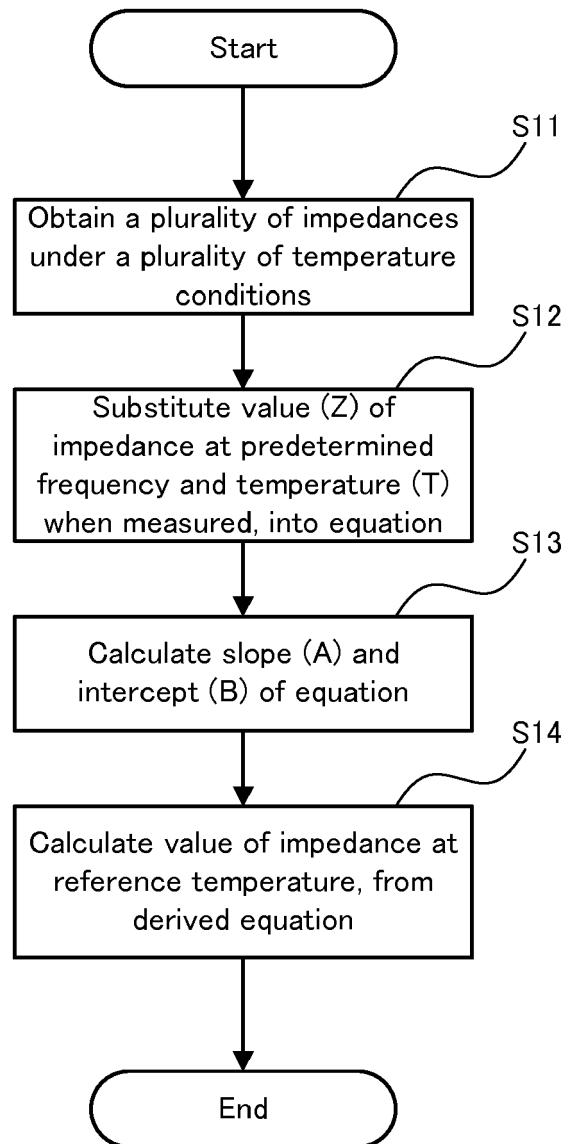 Start
S11
Obtain a plurality of impedances
under a plurality of temperature
conditions
S12
Substitute value (Z) of
impedance at predetermined
frequency and temperature (T)
when measured, into equation
S13
Calculate slope (A) and
intercept (B) of equation
S14
Calculate value of impedance at
reference temperature, from
derived equation
End